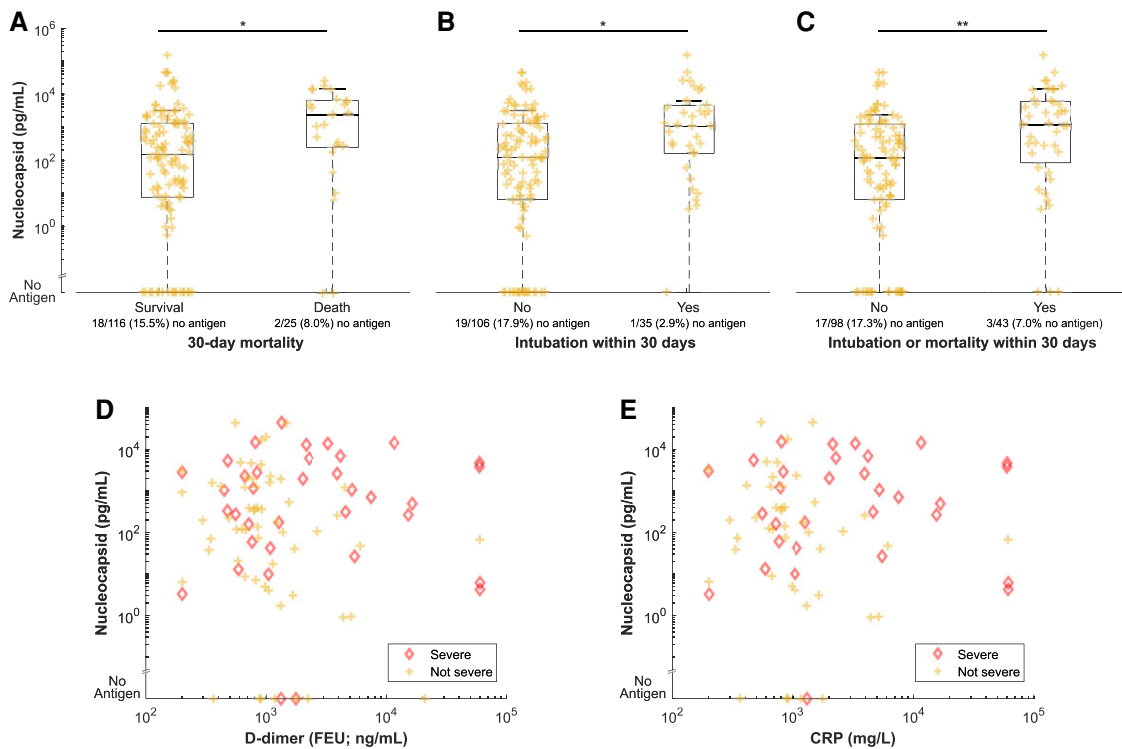 A
B
C
*
*
**
Nucleocapsid (pg/mL)
10^6
10^4
10^2
10^0
No
Antigen
Survival
Death
No
Yes
No
Yes
18/116 (15.5%) no antigen
2/25 (8.0%) no antigen
19/106 (17.9%) no antigen
1/35 (2.9%) no antigen
17/98 (17.3%) no antigen
3/43 (7.0% no antigen)
30-day mortality
Intubation within 30 days
Intubation or mortality within 30 days
D
Nucleocapsid (pg/mL)
10^4
10^2
10^0
No
Antigen
Severe
Not severe
10^2
10^3
10^4
10^5
D-dimer (FEU; ng/mL)
E
Nucleocapsid (pg/mL)
10^4
10^2
10^0
No
Antigen
Severe
Not severe
10^2
10^3
10^4
10^5
CRP (mg/L)